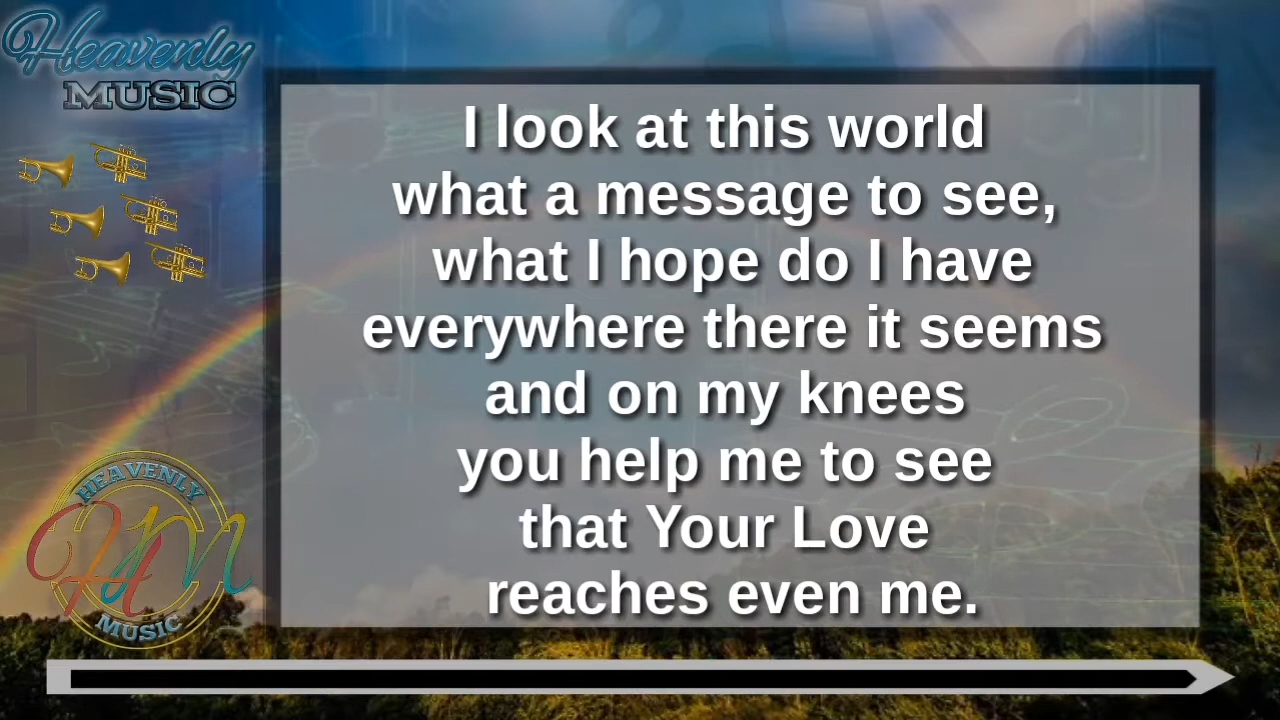 Heavenly
MUSIC
I look at this world
what a message to see,
what I hope do I have
everywhere there it seems
and on my knees
you help me to see
that Your Love
reaches even me.
HEAVENLY
HM
MUSIC